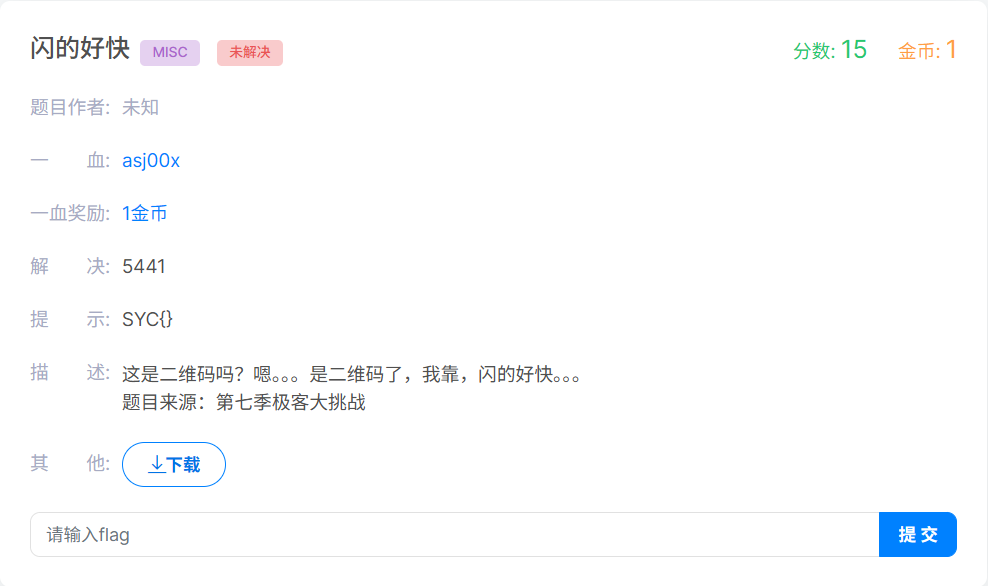 闪的好快 MISC 未解决 分数: 15 金币: 1
题目作者: 未知
一 血: asj00x
一血奖励: 1金币
解 决: 5441
提 示: SYC{}
描 述: 这是二维码吗？嗯。。。是二维码了，我靠，闪的好快。。。
题目来源：第七季极客大挑战
其 他: 下载
请输入flag 提 交